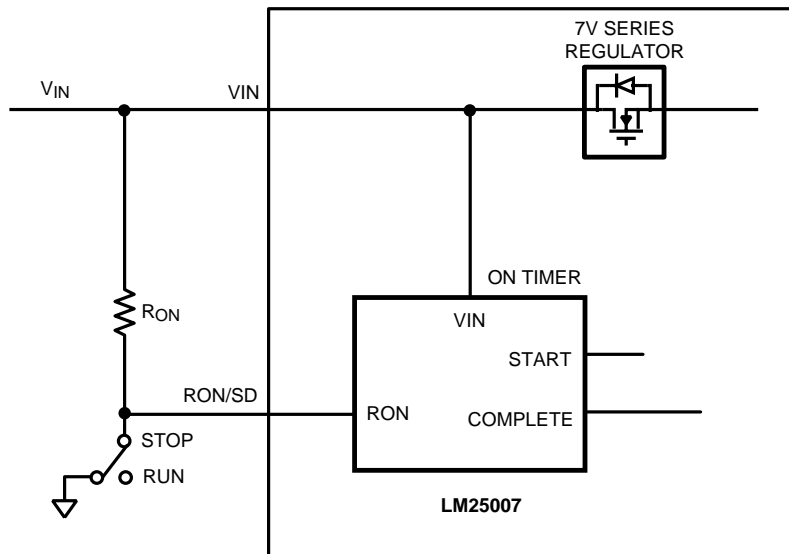 7V SERIES
REGULATOR
VIN
VIN
ON TIMER
VIN
RON
START
RON/SD
RON
COMPLETE
STOP
RUN
LM25007